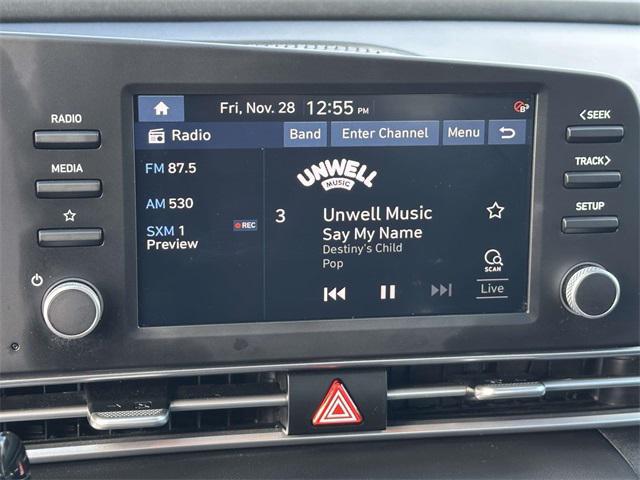 Fri, Nov. 28 12:55 PM
RADIO
MEDIA
Radio
Band
Enter Channel
Menu
FM 87.5
AM 530
SXM 1
Preview
REC
UNWELL
MUSIC
3
Unwell Music
Say My Name
Destiny's Child
Pop
SCAN
Live
<SEEK
TRACK>
SETUP